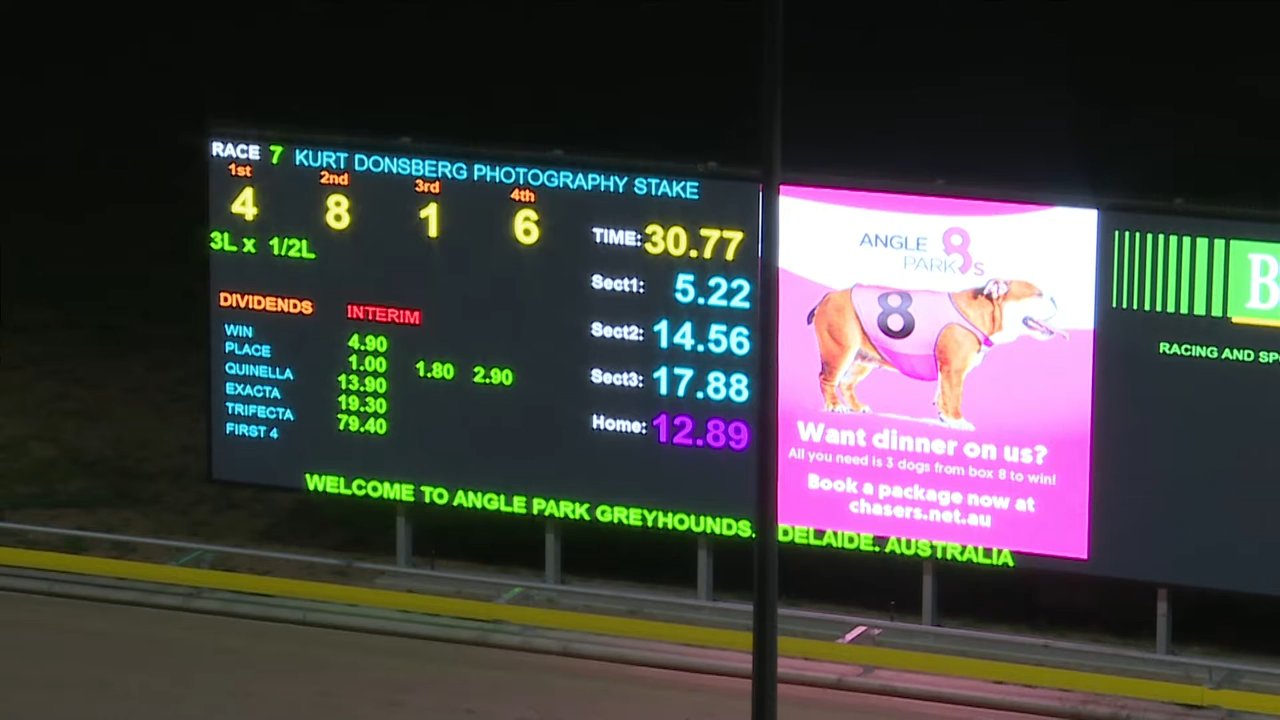 RACE 7 KURT DONSBERG PHOTOGRAPHY STAKE
1st 2nd 3rd 4th
4 8 1 6
3L x 1/2L
TIME: 30.77
Sect1: 5.22
Sect2: 14.56
Sect3: 17.88
Home: 12.89
DIVIDENDS INTERIM
WIN 4.90
PLACE 1.00 1.80 2.90
QUINELLA 13.90
EXACTA 19.30
TRIFECTA 79.40
FIRST 4
WELCOME TO ANGLE PARK GREYHOUNDS. DELAIDE. AUSTRALIA
ANGLE
PARK 8s
8
Want dinner on us?
All you need is 3 dogs from box 8 to win!
Book a package now at
chasers.net.au
B
RACING AND SP